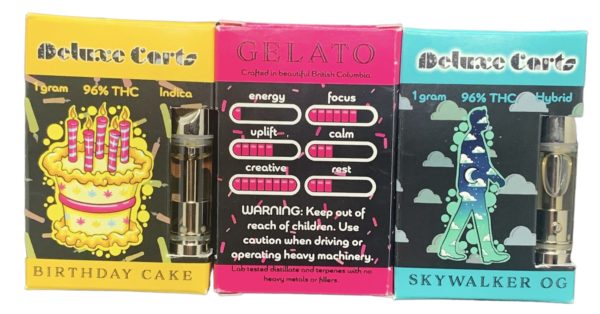 Deluxe Carts
1 gram 96% THC Indica
BIRTHDAY CAKE
GELATO
Crafted in beautiful British Columbia
energy focus
uplift calm
creative rest
WARNING: Keep out of
reach of children. Use
caution when driving or
operating heavy machinery.
Lab tested distillate and terpenes with no
heavy metals or fillers.
Deluxe Carts
1 gram 96% THC Hybrid
SKYWALKER OG